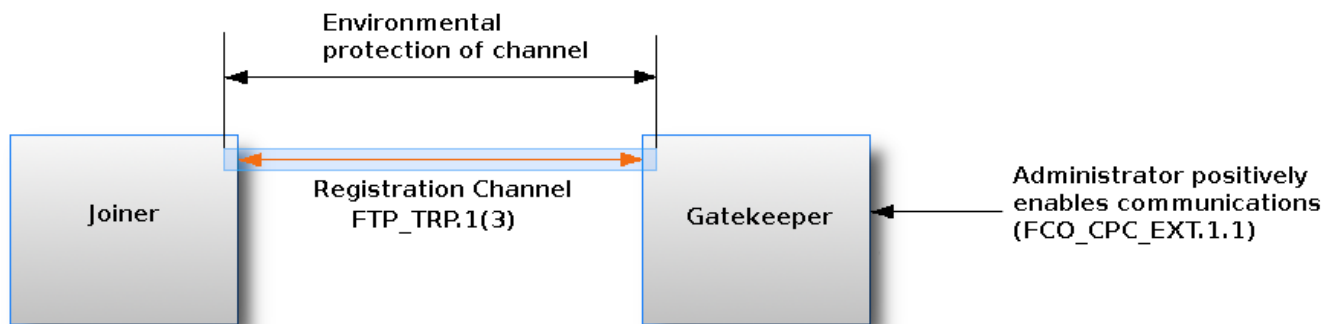 Environmental
protection of channel
Registration Channel
FTP_TRP.1(3)
Joiner
Gatekeeper
Administrator positively
enables communications
(FCO_CPC_EXT.1.1)